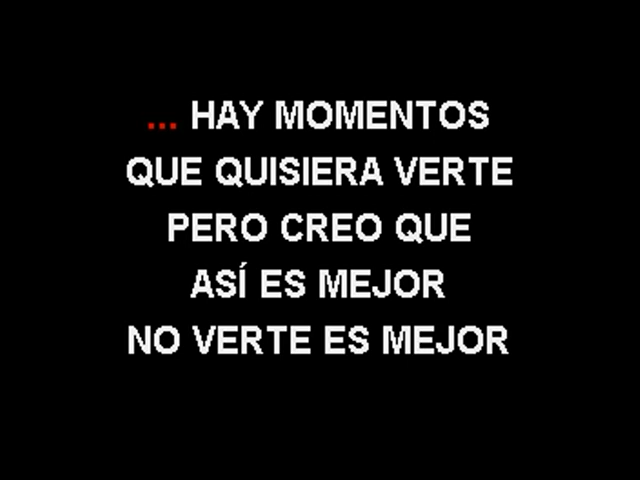 ... HAY MOMENTOS
QUE QUISIERA VERTE
PERO CREO QUE
ASÍ ES MEJOR
NO VERTE ES MEJOR